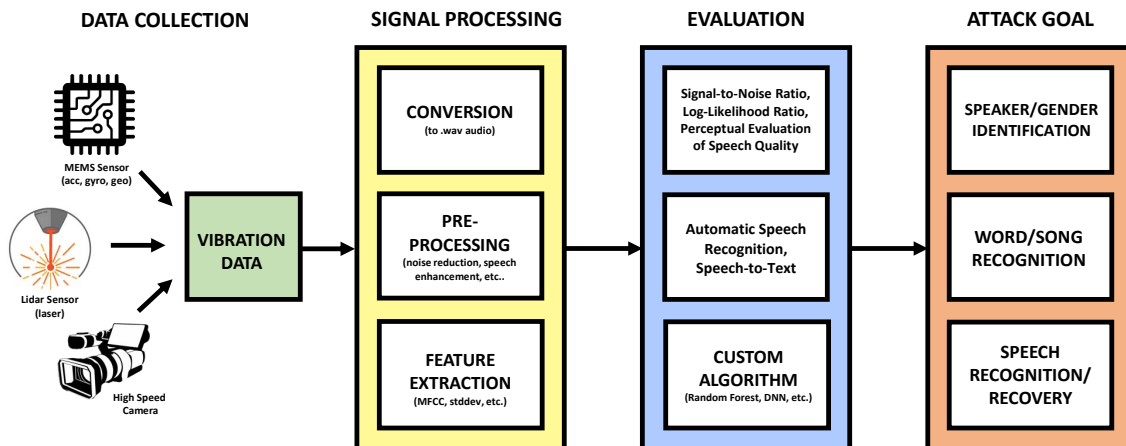 DATA COLLECTION
SIGNAL PROCESSING
EVALUATION
ATTACK GOAL
MEMS Sensor
(acc, gyro, geo)
Lidar Sensor
(laser)
High Speed
Camera
VIBRATION
DATA
CONVERSION
(to .wav audio)
PRE-
PROCESSING
(noise reduction, speech
enhancement, etc..
FEATURE
EXTRACTION
(MFCC, stddev, etc.)
Signal-to-Noise Ratio,
Log-Likelihood Ratio,
Perceptual Evaluation
of Speech Quality
Automatic Speech
Recognition,
Speech-to-Text
CUSTOM
ALGORITHM
(Random Forest, DNN, etc.)
SPEAKER/GENDER
IDENTIFICATION
WORD/SONG
RECOGNITION
SPEECH
RECOGNITION/
RECOVERY